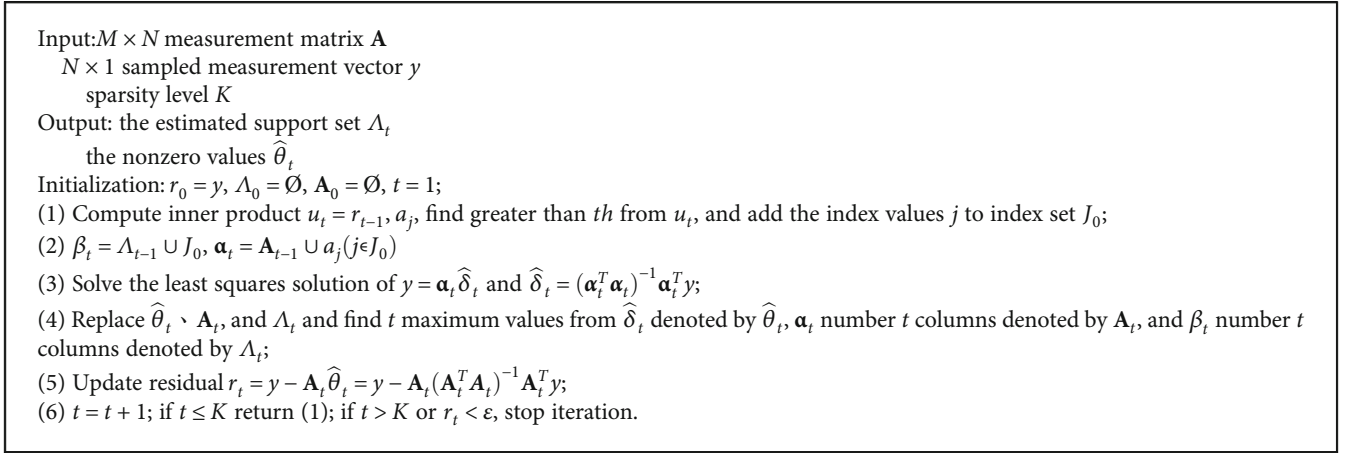 Input:M × N measurement matrix A
N × 1 sampled measurement vector y
sparsity level K
Output: the estimated support set Λ_t
the nonzero values θ̂_t
Initialization: r_0 = y, Λ_0 = Ø, A_0 = Ø, t = 1;
(1) Compute inner product u_t = r_{t−1}, a_j, find greater than th from u_t, and add the index values j to index set J_0;
(2) β_t = Λ_{t−1} ∪ J_0, α_t = A_{t−1} ∪ a_j(jϵJ_0)
(3) Solve the least squares solution of y = α_t δ̂_t and δ̂_t = (α_t^T α_t)^{−1} α_t^T y;
(4) Replace θ̂_t、A_t, and Λ_t and find t maximum values from δ̂_t denoted by θ̂_t, α_t number t columns denoted by A_t, and β_t number t
columns denoted by Λ_t;
(5) Update residual r_t = y − A_t θ̂_t = y − A_t (A_t^T A_t)^{−1} A_t^T y;
(6) t = t + 1; if t ≤ K return (1); if t > K or r_t < ε, stop iteration.